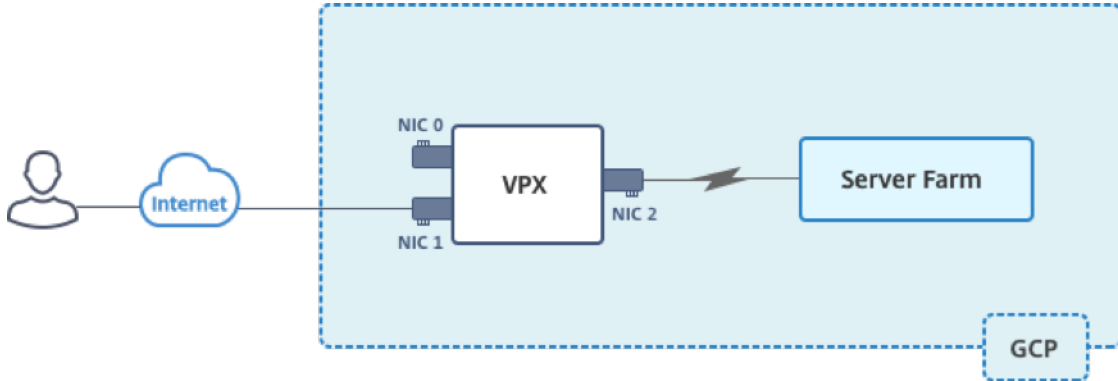 NIC 0
VPX
Server Farm
Internet
NIC 2
NIC 1
GCP